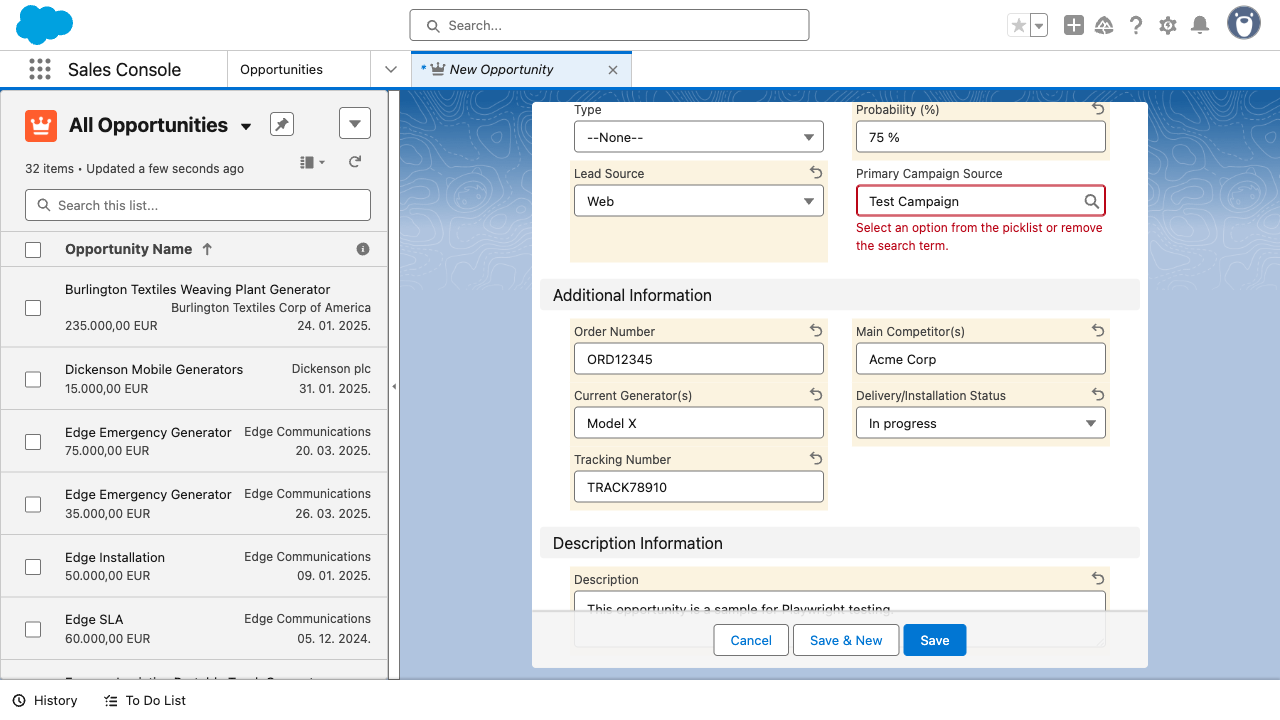 Search...
Sales Console
Opportunities
* New Opportunity
All Opportunities
32 items • Updated a few seconds ago
Search this list...
Opportunity Name
Burlington Textiles Weaving Plant Generator
Burlington Textiles Corp of America
235.000,00 EUR
24. 01. 2025.
Dickenson Mobile Generators
Dickenson plc
15.000,00 EUR
31. 01. 2025.
Edge Emergency Generator
Edge Communications
75.000,00 EUR
20. 03. 2025.
Edge Emergency Generator
Edge Communications
35.000,00 EUR
26. 03. 2025.
Edge Installation
Edge Communications
50.000,00 EUR
09. 01. 2025.
Edge SLA
Edge Communications
60.000,00 EUR
05. 12. 2024.
Type
--None--
Probability (%)
75 %
Lead Source
Web
Primary Campaign Source
Test Campaign
Select an option from the picklist or remove
the search term.
Additional Information
Order Number
ORD12345
Main Competitor(s)
Acme Corp
Current Generator(s)
Model X
Delivery/Installation Status
In progress
Tracking Number
TRACK78910
Description Information
Description
This opportunity is a sample for Playwright testing.
Cancel
Save & New
Save
History
To Do List